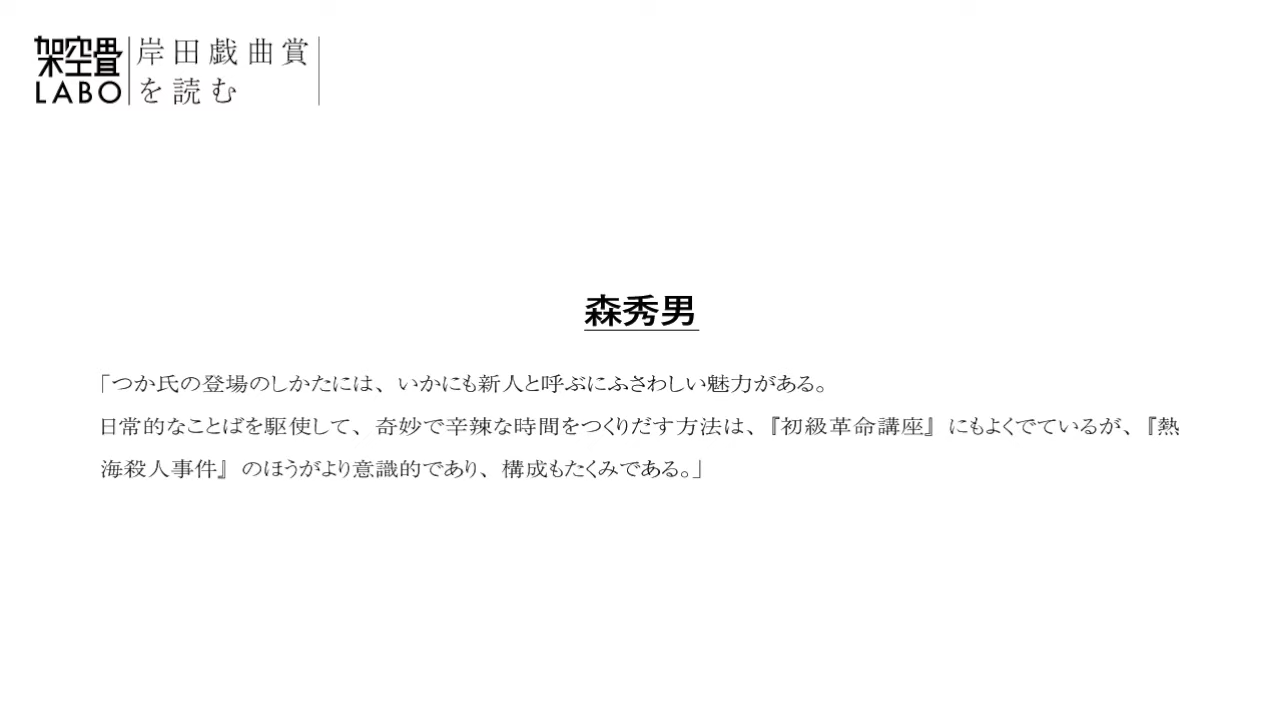 架空畳
LABO
岸田戯曲賞
を読む
森秀男
「つか氏の登場のしかたには、いかにも新人と呼ぶにふさわしい魅力がある。
日常的なことばを駆使して、奇妙で辛辣な時間をつくりだす方法は、『初級革命講座』にもよくでているが、『熱
海殺人事件』のほうがより意識的であり、構成もたくみである。」